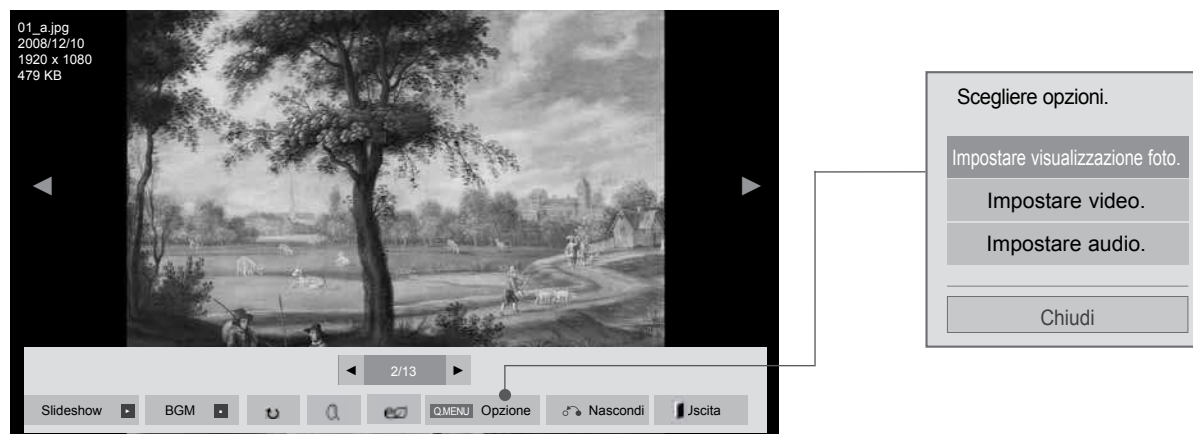 01_a.jpg
2008/12/10
1920 x 1080
479 KB
◄ 2/13 ►
Slideshow BGM Q.MENU Opzione Nascondi Jscita
Scegliere opzioni.
Impostare visualizzazione foto.
Impostare video.
Impostare audio.
Chiudi